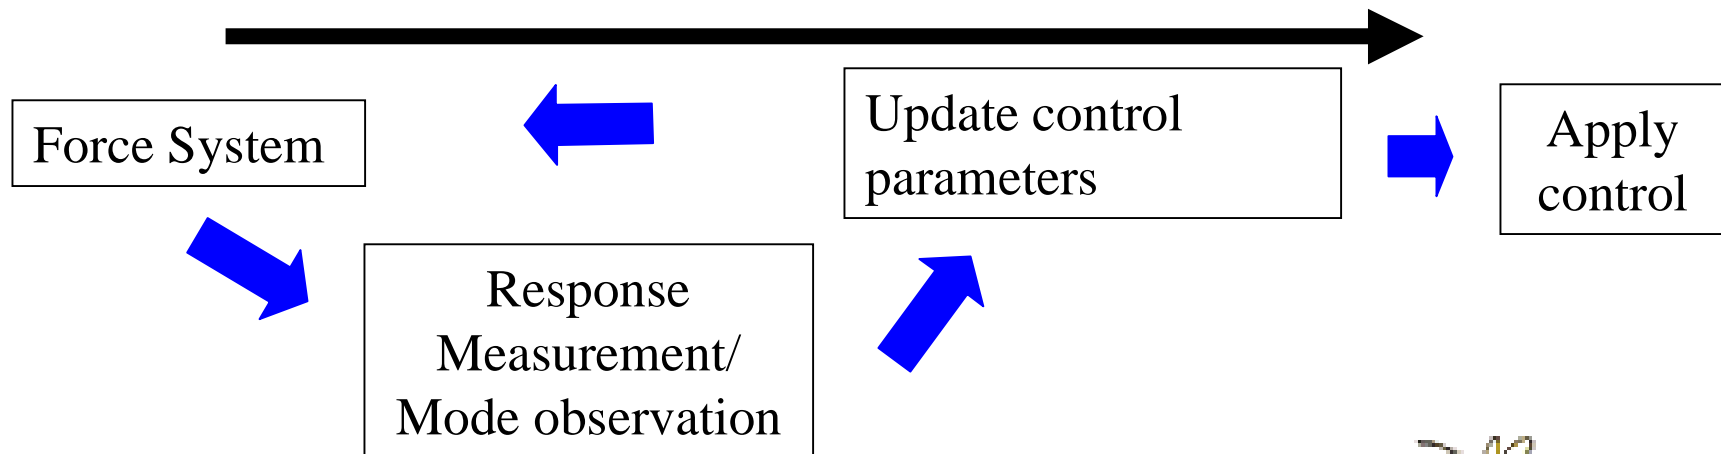 Force System
Update control
parameters
Apply
control
Response
Measurement/
Mode observation